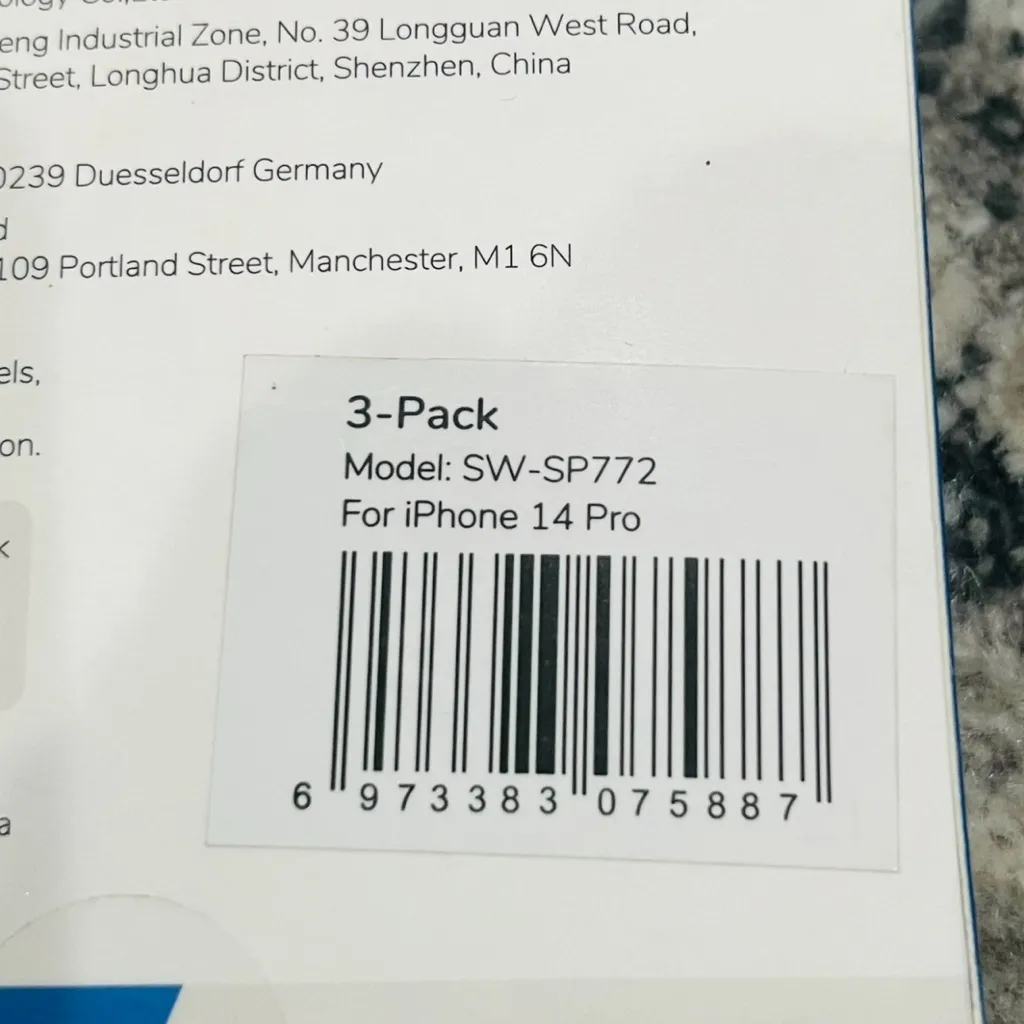 eng Industrial Zone, No. 39 Longguan West Road,
Street, Longhua District, Shenzhen, China
0239 Duesseldorf Germany
d
109 Portland Street, Manchester, M1 6N
els,
on.
3-Pack
Model: SW-SP772
For iPhone 14 Pro
k
6 973383 075887
a